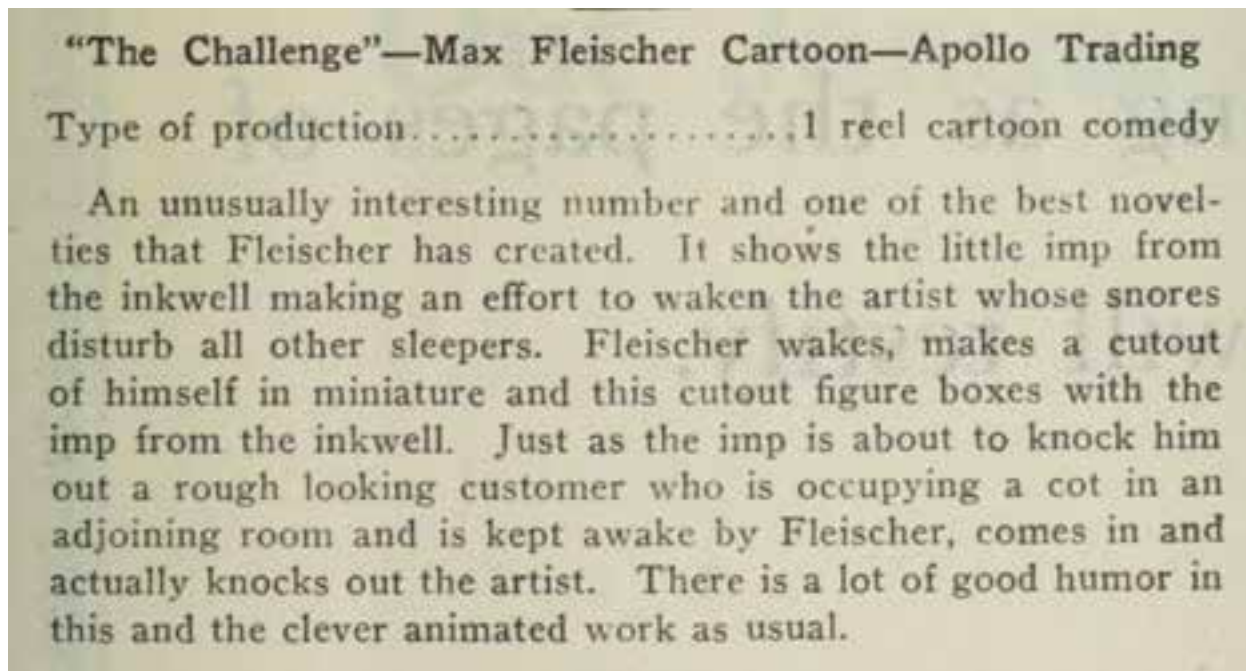 "The Challenge"—Max Fleischer Cartoon—Apollo Trading
Type of production....................1 reel cartoon comedy
An unusually interesting number and one of the best novel-
ties that Fleischer has created. It shows the little imp from
the inkwell making an effort to waken the artist whose snores
disturb all other sleepers. Fleischer wakes, makes a cutout
of himself in miniature and this cutout figure boxes with the
imp from the inkwell. Just as the imp is about to knock him
out a rough looking customer who is occupying a cot in an
adjoining room and is kept awake by Fleischer, comes in and
actually knocks out the artist. There is a lot of good humor in
this and the clever animated work as usual.